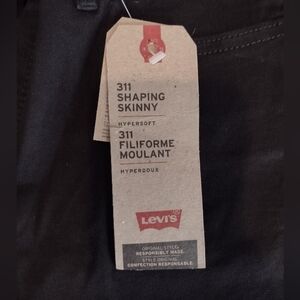 311
SHAPING
SKINNY
HYPERSOFT
311
FILIFORME
MOULANT
HYPERDOUX
LEVI'S
ORIGINAL STYLE,
RESPONSIBLY MADE.
STYLE ORIGINAL,
CONFECTION RESPONSABLE.